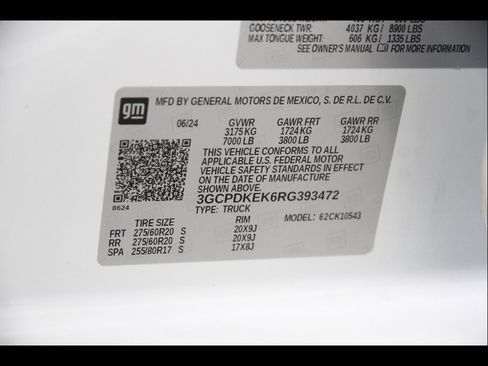 GOOSENECK TWR: 4037 KG/ 8900 LBS
MAX TONGUE WEIGHT: 606 KG / 1335 LBS
SEE OWNER'S MANUAL FOR MORE INFORMATION
gm
MFD BY GENERAL MOTORS DE MEXICO, S. DE R.L. DE C.V.
06/24 GVWR GAWR FRT GAWR RR
3175 KG 1724 KG 1724 KG
7000 LB 3800 LB 3800 LB
THIS VEHICLE CONFORMS TO ALL
APPLICABLE U.S. FEDERAL MOTOR
VEHICLE SAFETY STANDARDS IN EFFECT
ON THE DATE OF MANUFACTURE
SHOWN ABOVE.
3GCPDKEK6RG393472
8624 TYPE: TRUCK MODEL: 62CK10543
TIRE SIZE RIM
FRT 275/60R20 S 20X9J
RR 275/60R20 S 20X9J
SPA 255/80R17 S 17X8J